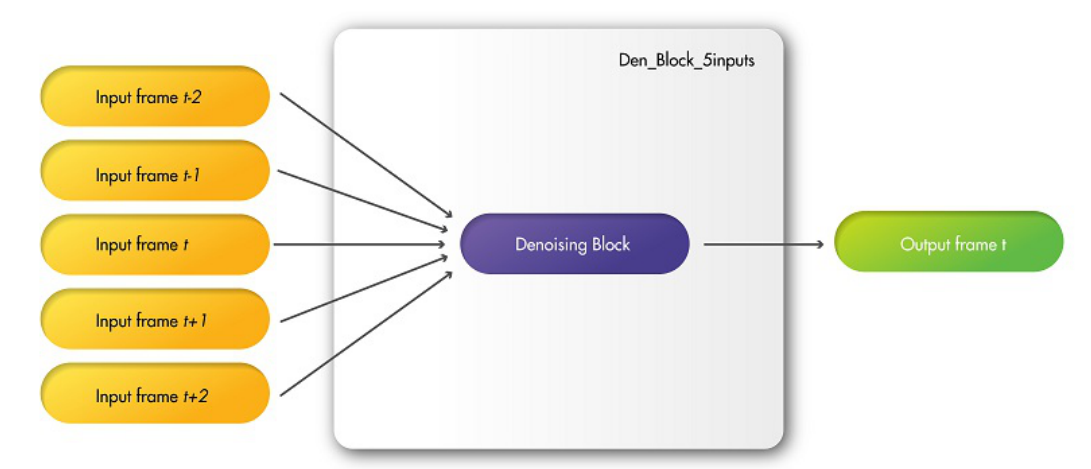 Den_Block_5inputs
Input frame t-2
Input frame t-1
Input frame t
Input frame t+1
Input frame t+2
Denoising Block
Output frame t